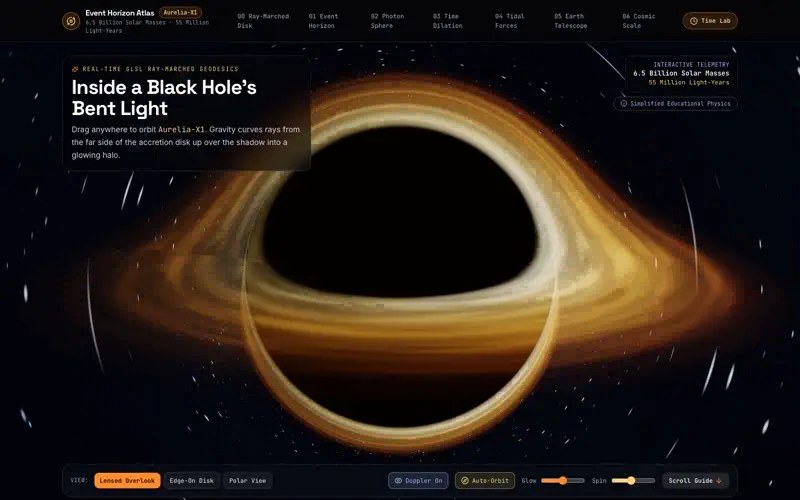 Event Horizon Atlas Aurelia-X1
6.5 Billion Solar Masses · 55 Million
Light-Years
00 Ray-Marched
Disk
01 Event
Horizon
02 Photon
Sphere
03 Time
Dilation
04 Tidal
Forces
05 Earth
Telescope
06 Cosmic
Scale
Time Lab
REAL-TIME GLSL RAY-MARCHED GEODESICS
Inside a Black Hole's
Bent Light
Drag anywhere to orbit Aurelia-X1. Gravity curves rays from
the far side of the accretion disk up over the shadow into a
glowing halo.
INTERACTIVE TELEMETRY
6.5 Billion Solar Masses
55 Million Light-Years
Simplified Educational Physics
VIEW: Lensed Overlook Edge-On Disk Polar View Doppler On Auto-Orbit Glow Spin Scroll Guide ↓